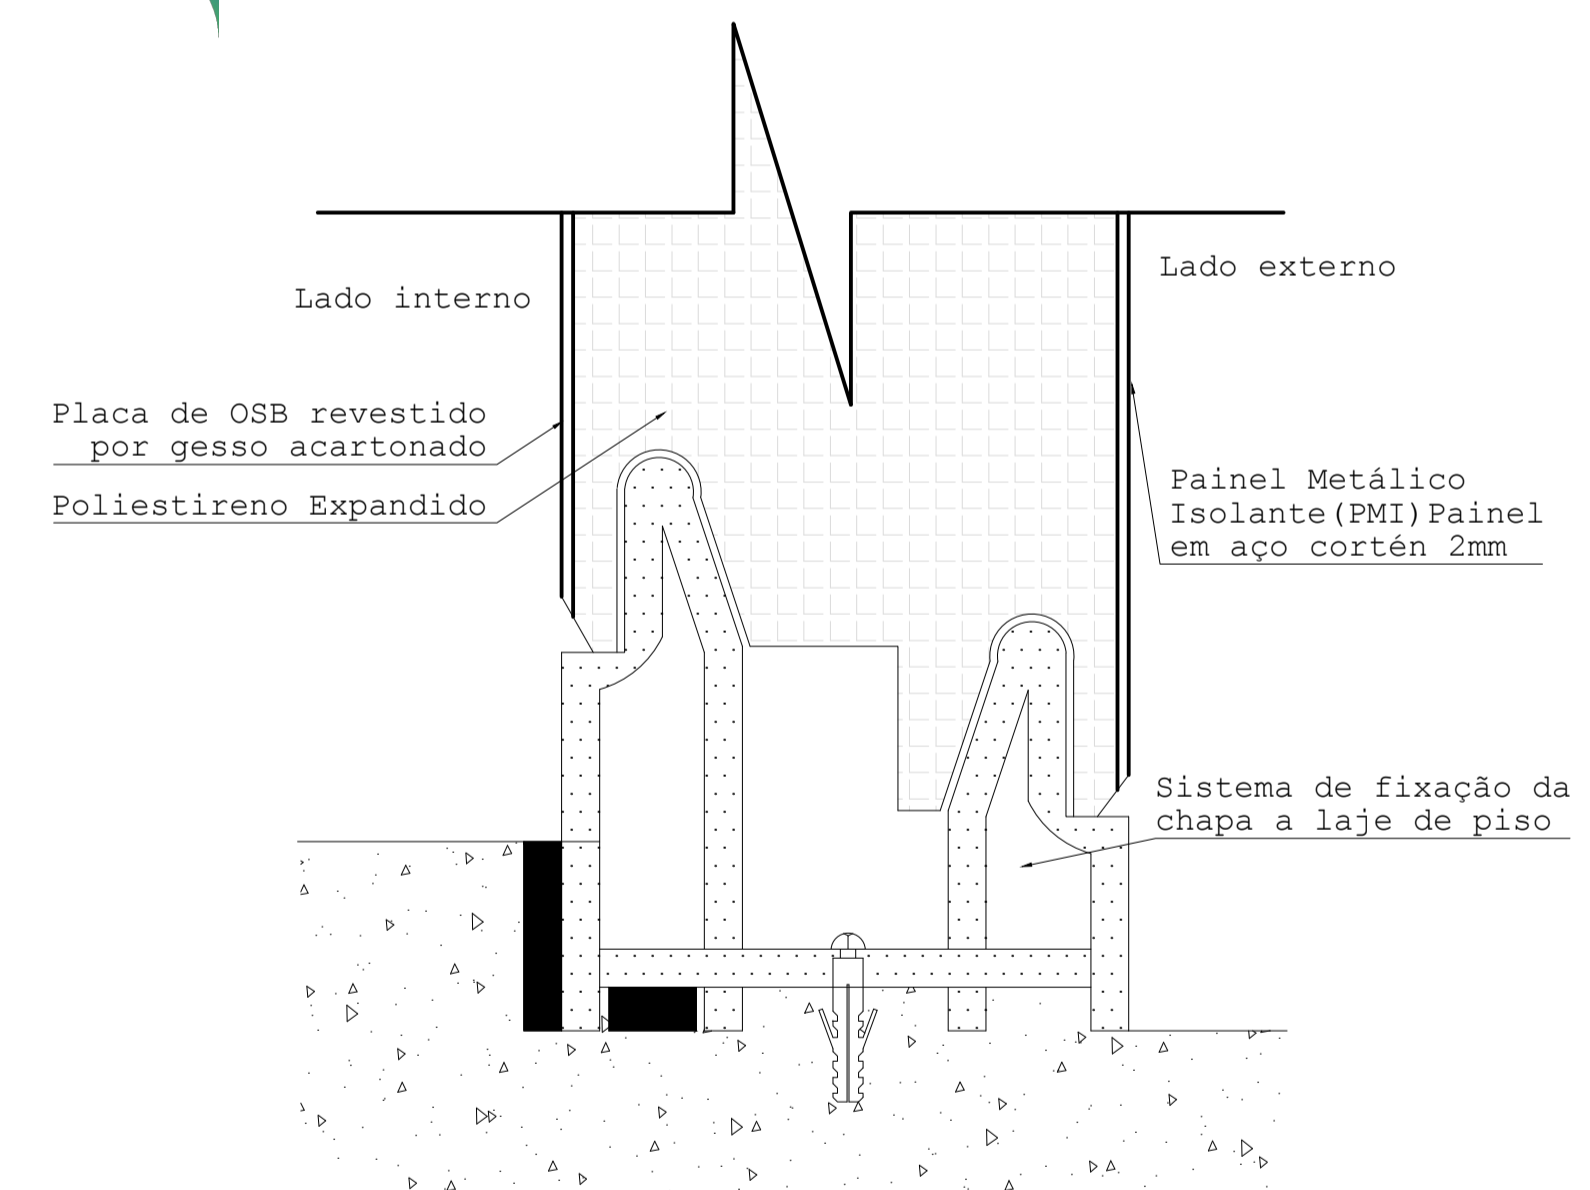 Lado interno
Lado externo
Placa de OSB revestido
por gesso acartonado
Poliestireno Expandido
Painel Metálico
Isolante(PMI)Painel
em aço cortén 2mm
Sistema de fixação da
chapa a laje de piso